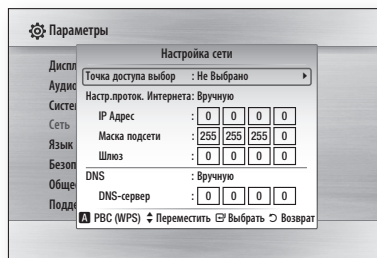 Параметры
Настройка сети
Диспл
Точка доступа выбор : Не Выбрано
Аудио
Настр.проток. Интернета: Вручную
Систе
IP Адрес : 0 0 0 0
Сеть
Маска подсети : 255 255 255 0
Язык
Шлюз : 0 0 0 0
Безоп
DNS : Вручную
Обще
DNS-сервер : 0 0 0 0
Подде
A PBC (WPS) Переместить Выбрать Возврат